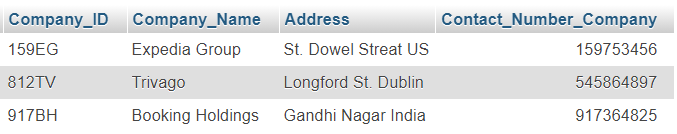 Company_ID Company_Name Address Contact_Number_Company
159EG Expedia Group St. Dowel Streat US 159753456
812TV Trivago Longford St. Dublin 545864897
917BH Booking Holdings Gandhi Nagar India 917364825